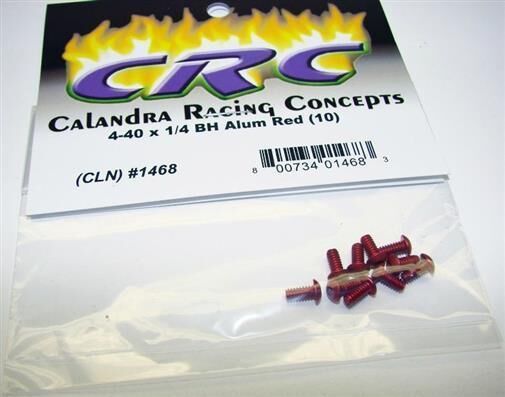 CRC
Calandra Racing Concepts
4-40 x 1/4 BH Alum Red (10)
(CLN) #1468
8 00734 01468 3